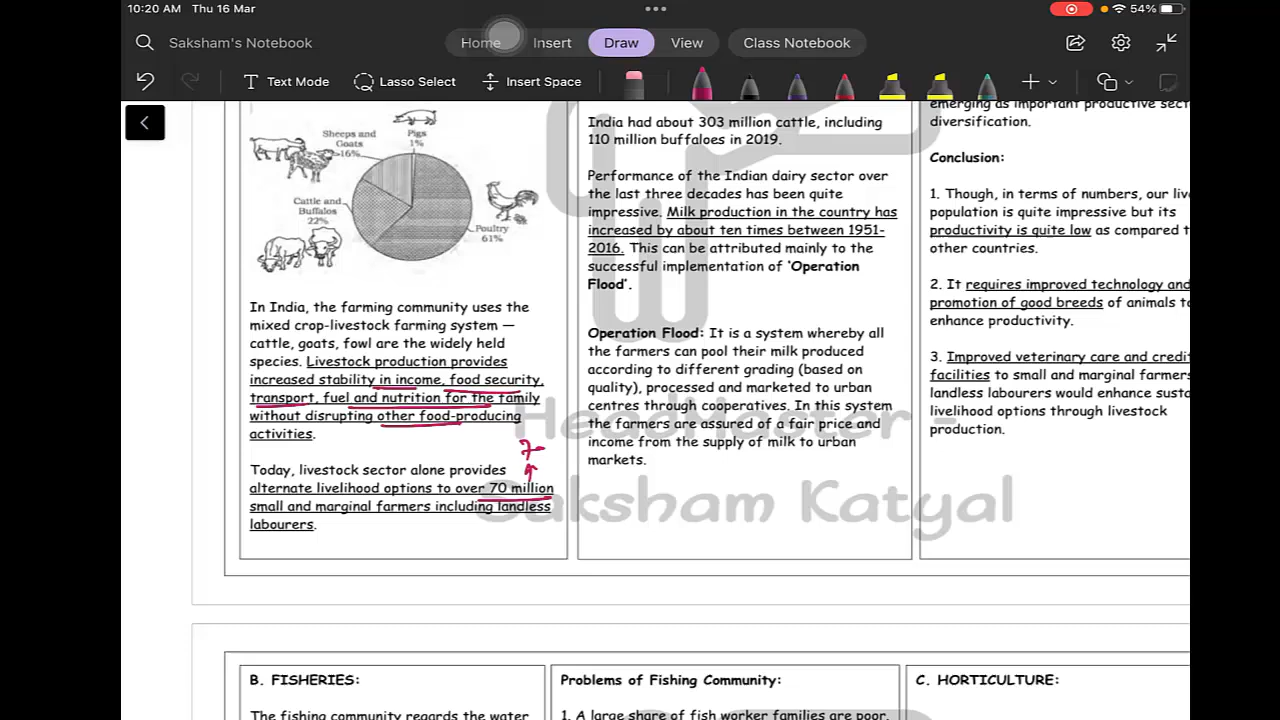 10:20 AM Thu 16 Mar
54%
Saksham's Notebook
Home
Insert
Draw
View
Class Notebook
Text Mode
Lasso Select
Insert Space
Sheeps and
Goats
16%
Pigs
1%
Cattle and
Buffalos
22%
Poultry
61%
In India, the farming community uses the
mixed crop-livestock farming system —
cattle, goats, fowl are the widely held
species. Livestock production provides
increased stability in income, food security,
transport, fuel and nutrition for the family
without disrupting other food-producing
activities.
Today, livestock sector alone provides
alternate livelihood options to over 70 million
small and marginal farmers including landless
labourers.
India had about 303 million cattle, including
110 million buffaloes in 2019.
Performance of the Indian dairy sector over
the last three decades has been quite
impressive. Milk production in the country has
increased by about ten times between 1951-
2016. This can be attributed mainly to the
successful implementation of 'Operation
Flood'.
Operation Flood: It is a system whereby all
the farmers can pool their milk produced
according to different grading (based on
quality), processed and marketed to urban
centres through cooperatives. In this system
the farmers are assured of a fair price and
income from the supply of milk to urban
markets.
emerging as important productive sect
diversification.
Conclusion:
1. Though, in terms of numbers, our live
population is quite impressive but its
productivity is quite low as compared t
other countries.
2. It requires improved technology and
promotion of good breeds of animals to
enhance productivity.
3. Improved veterinary care and credi
facilities to small and marginal farmers
landless labourers would enhance susta
livelihood options through livestock
production.
HeadMaster -
Saksham Katyal
B. FISHERIES:
The fishing community regards the water
Problems of Fishing Community:
1. A large share of fish worker families are poor.
C. HORTICULTURE: